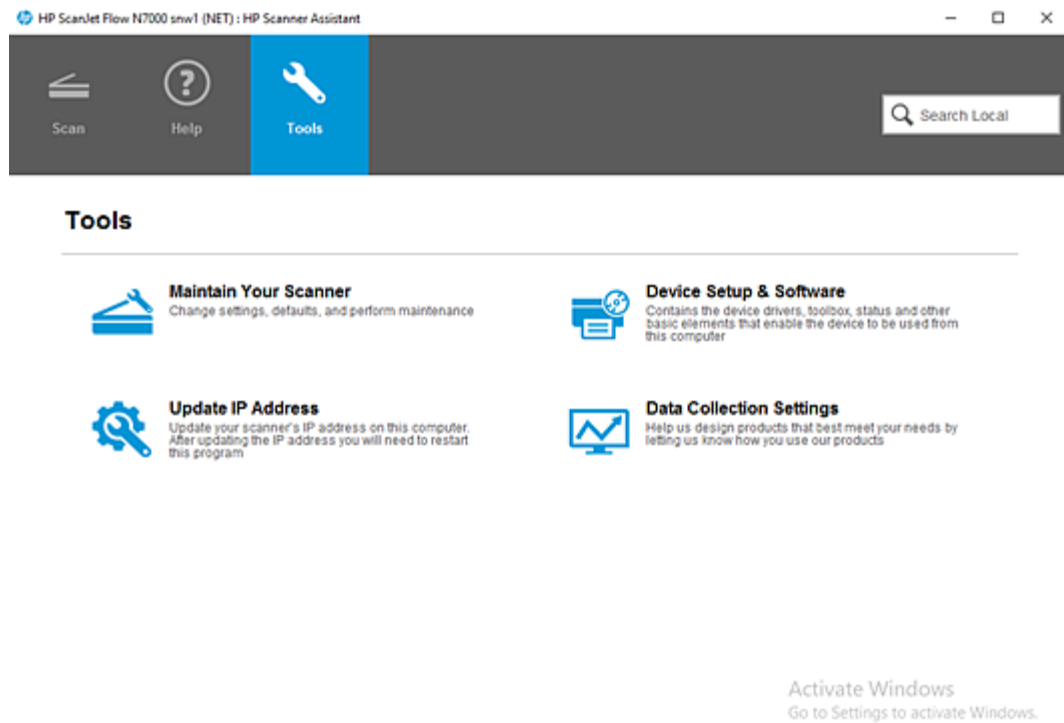 HP ScanJet Flow N7000 snw1 (NET) : HP Scanner Assistant
Scan
Help
Tools
Search Local
Tools
Maintain Your Scanner
Change settings, defaults, and perform maintenance
Device Setup & Software
Contains the device drivers, toolbox, status and other
basic elements that enable the device to be used from
this computer
Update IP Address
Update your scanner's IP address on this computer.
After updating the IP address you will need to restart
this program
Data Collection Settings
Help us design products that best meet your needs by
letting us know how you use our products
Activate Windows
Go to Settings to activate Windows.